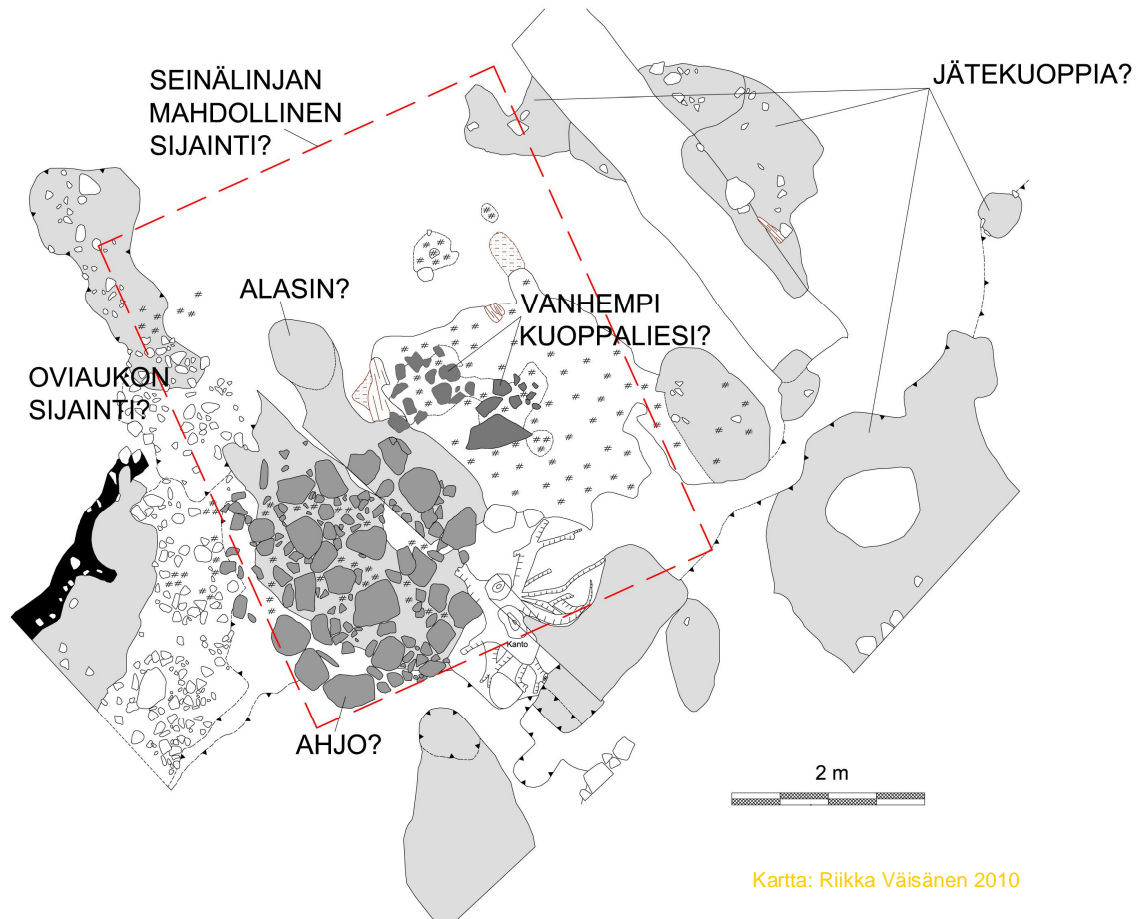 SEINÄLINJAN
MAHDOLLINEN
SIJAINTI?
JÄTEKUOPPIA?
ALASIN?
VANHEMPI
KUOPPALIESI?
OVIAUKON
SIJAINTI?
Kanto
AHJO?
2 m
Kartta: Riikka Väisänen 2010